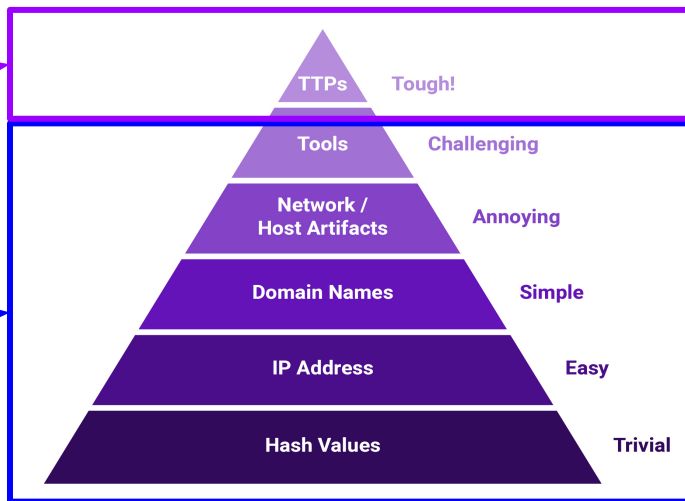 TTPs Tough!
Tools Challenging
Network /
Host Artifacts Annoying
Domain Names Simple
IP Address Easy
Hash Values Trivial